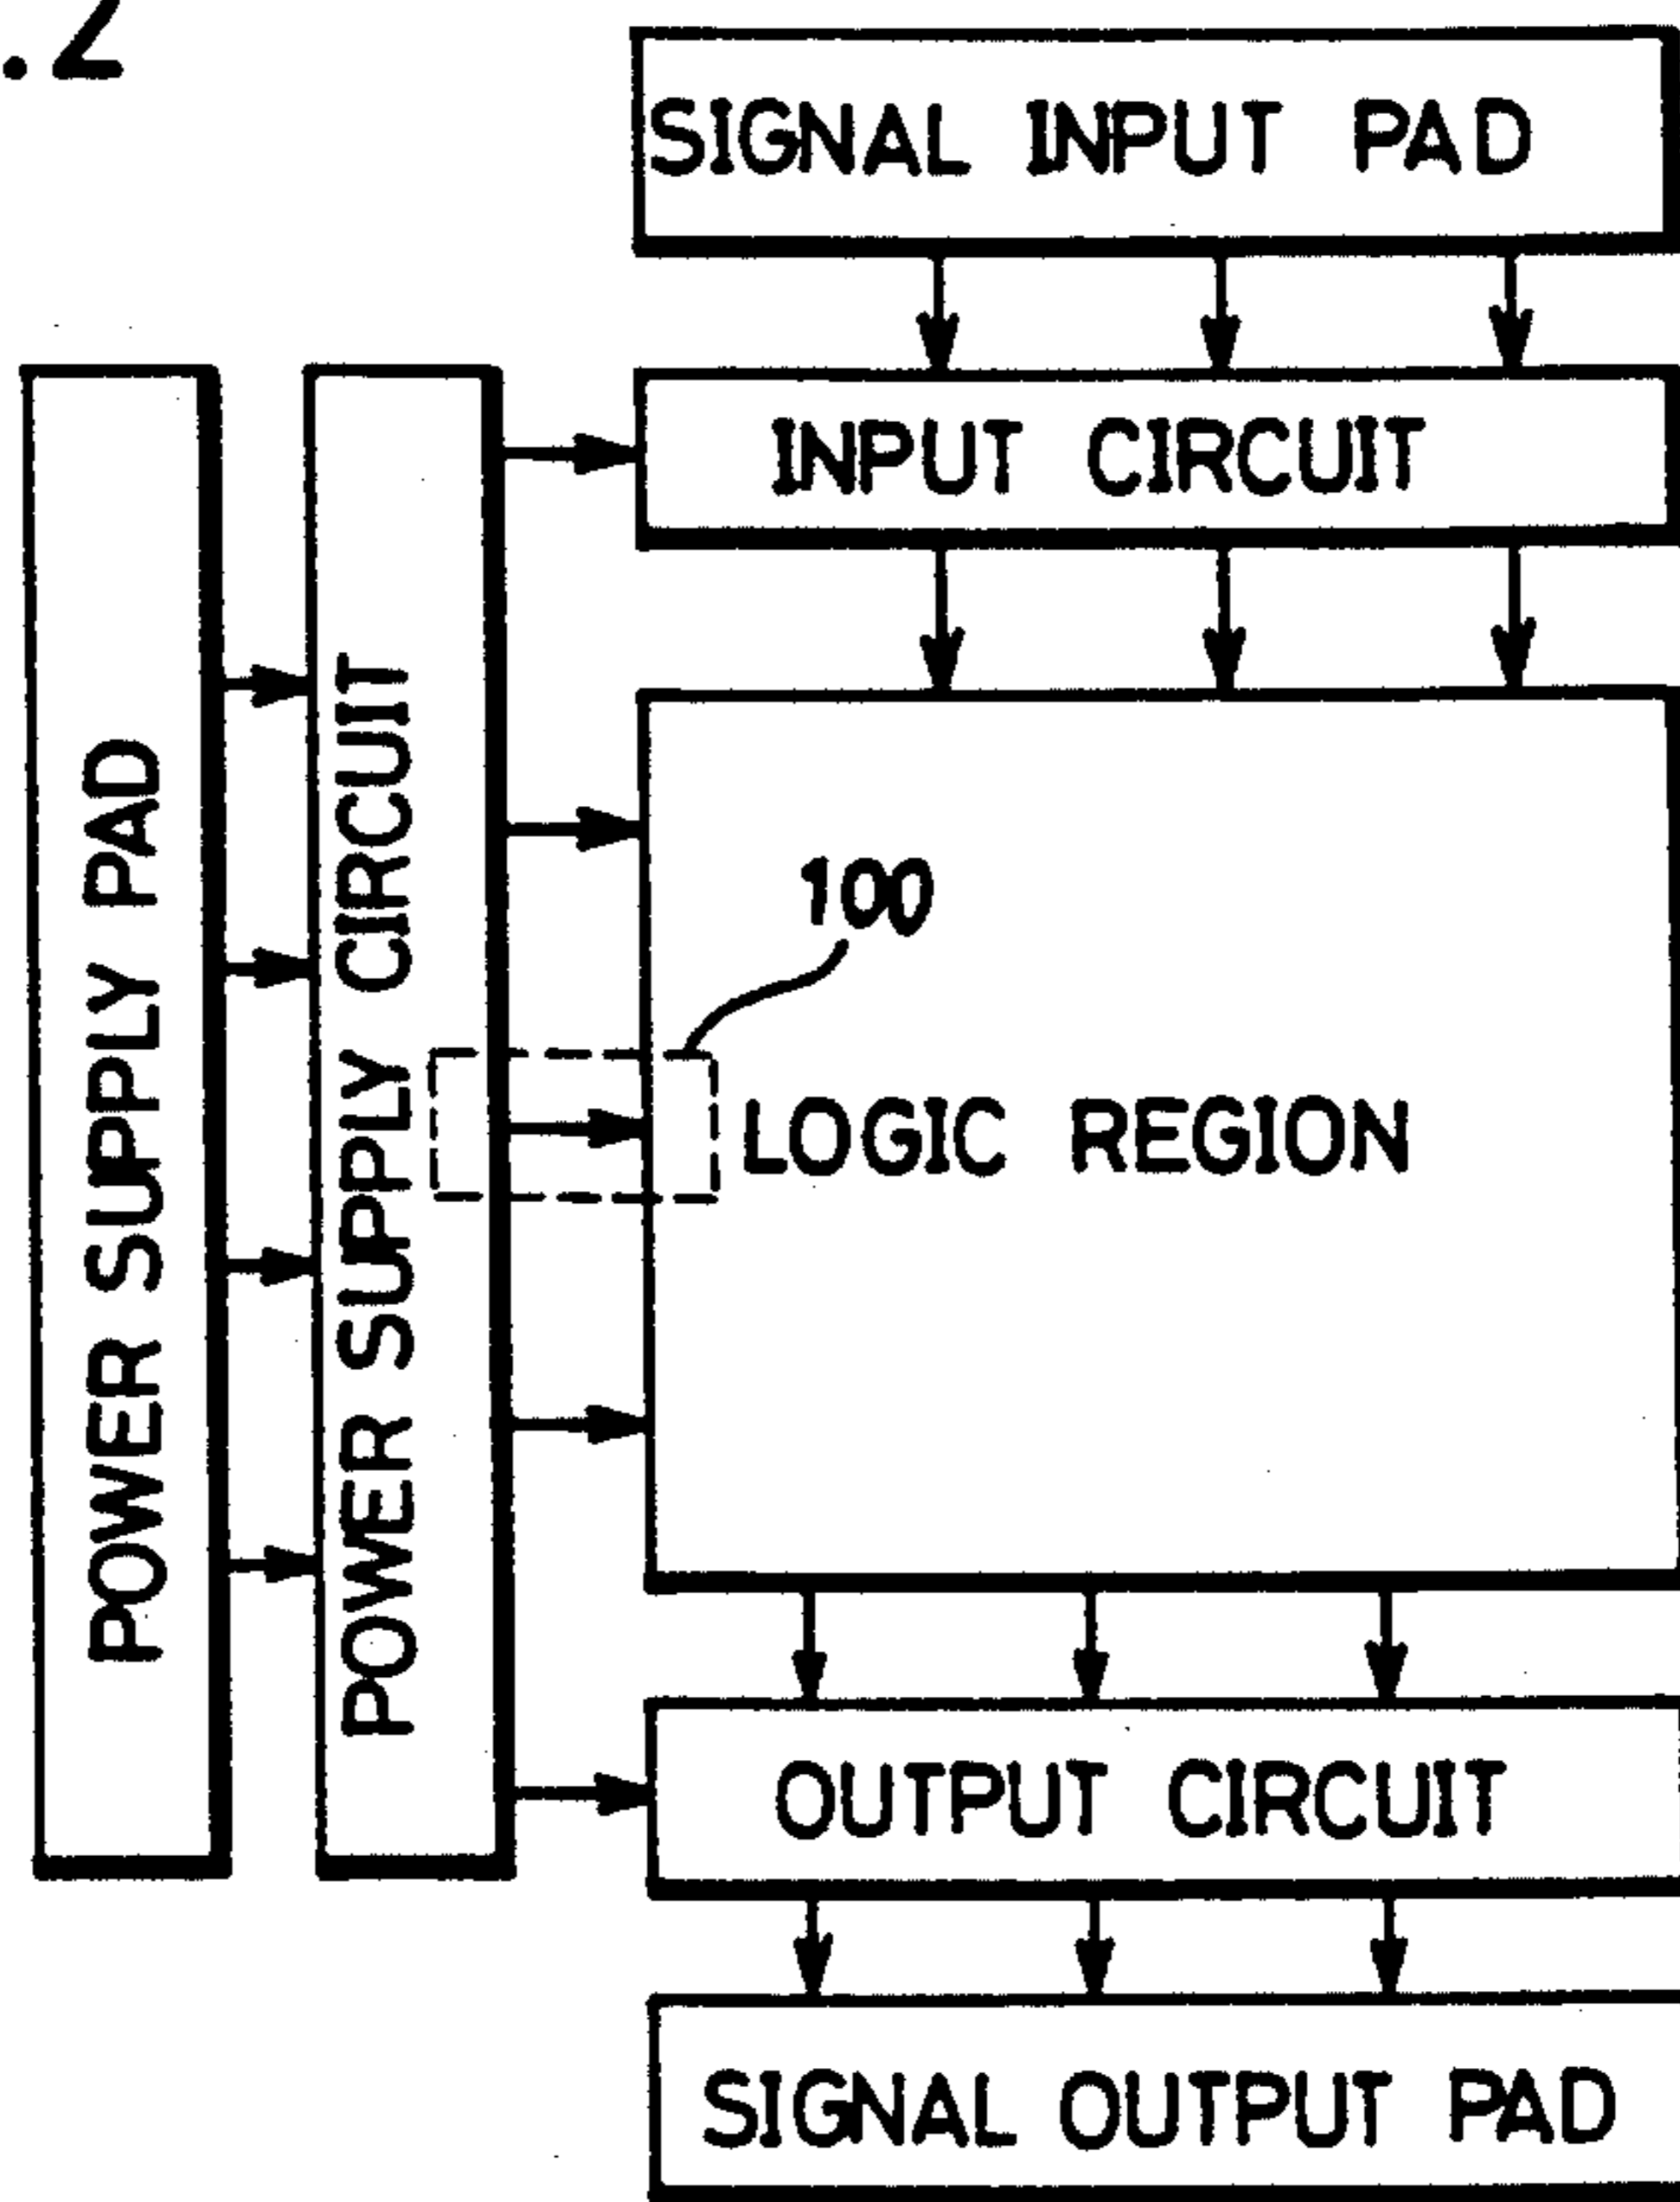 .2
SIGNAL INPUT PAD
INPUT CIRCUIT
POWER SUPPLY PAD
POWER SUPPLY CIRCUIT
100
LOGIC REGION
OUTPUT CIRCUIT
SIGNAL OUTPUT PAD